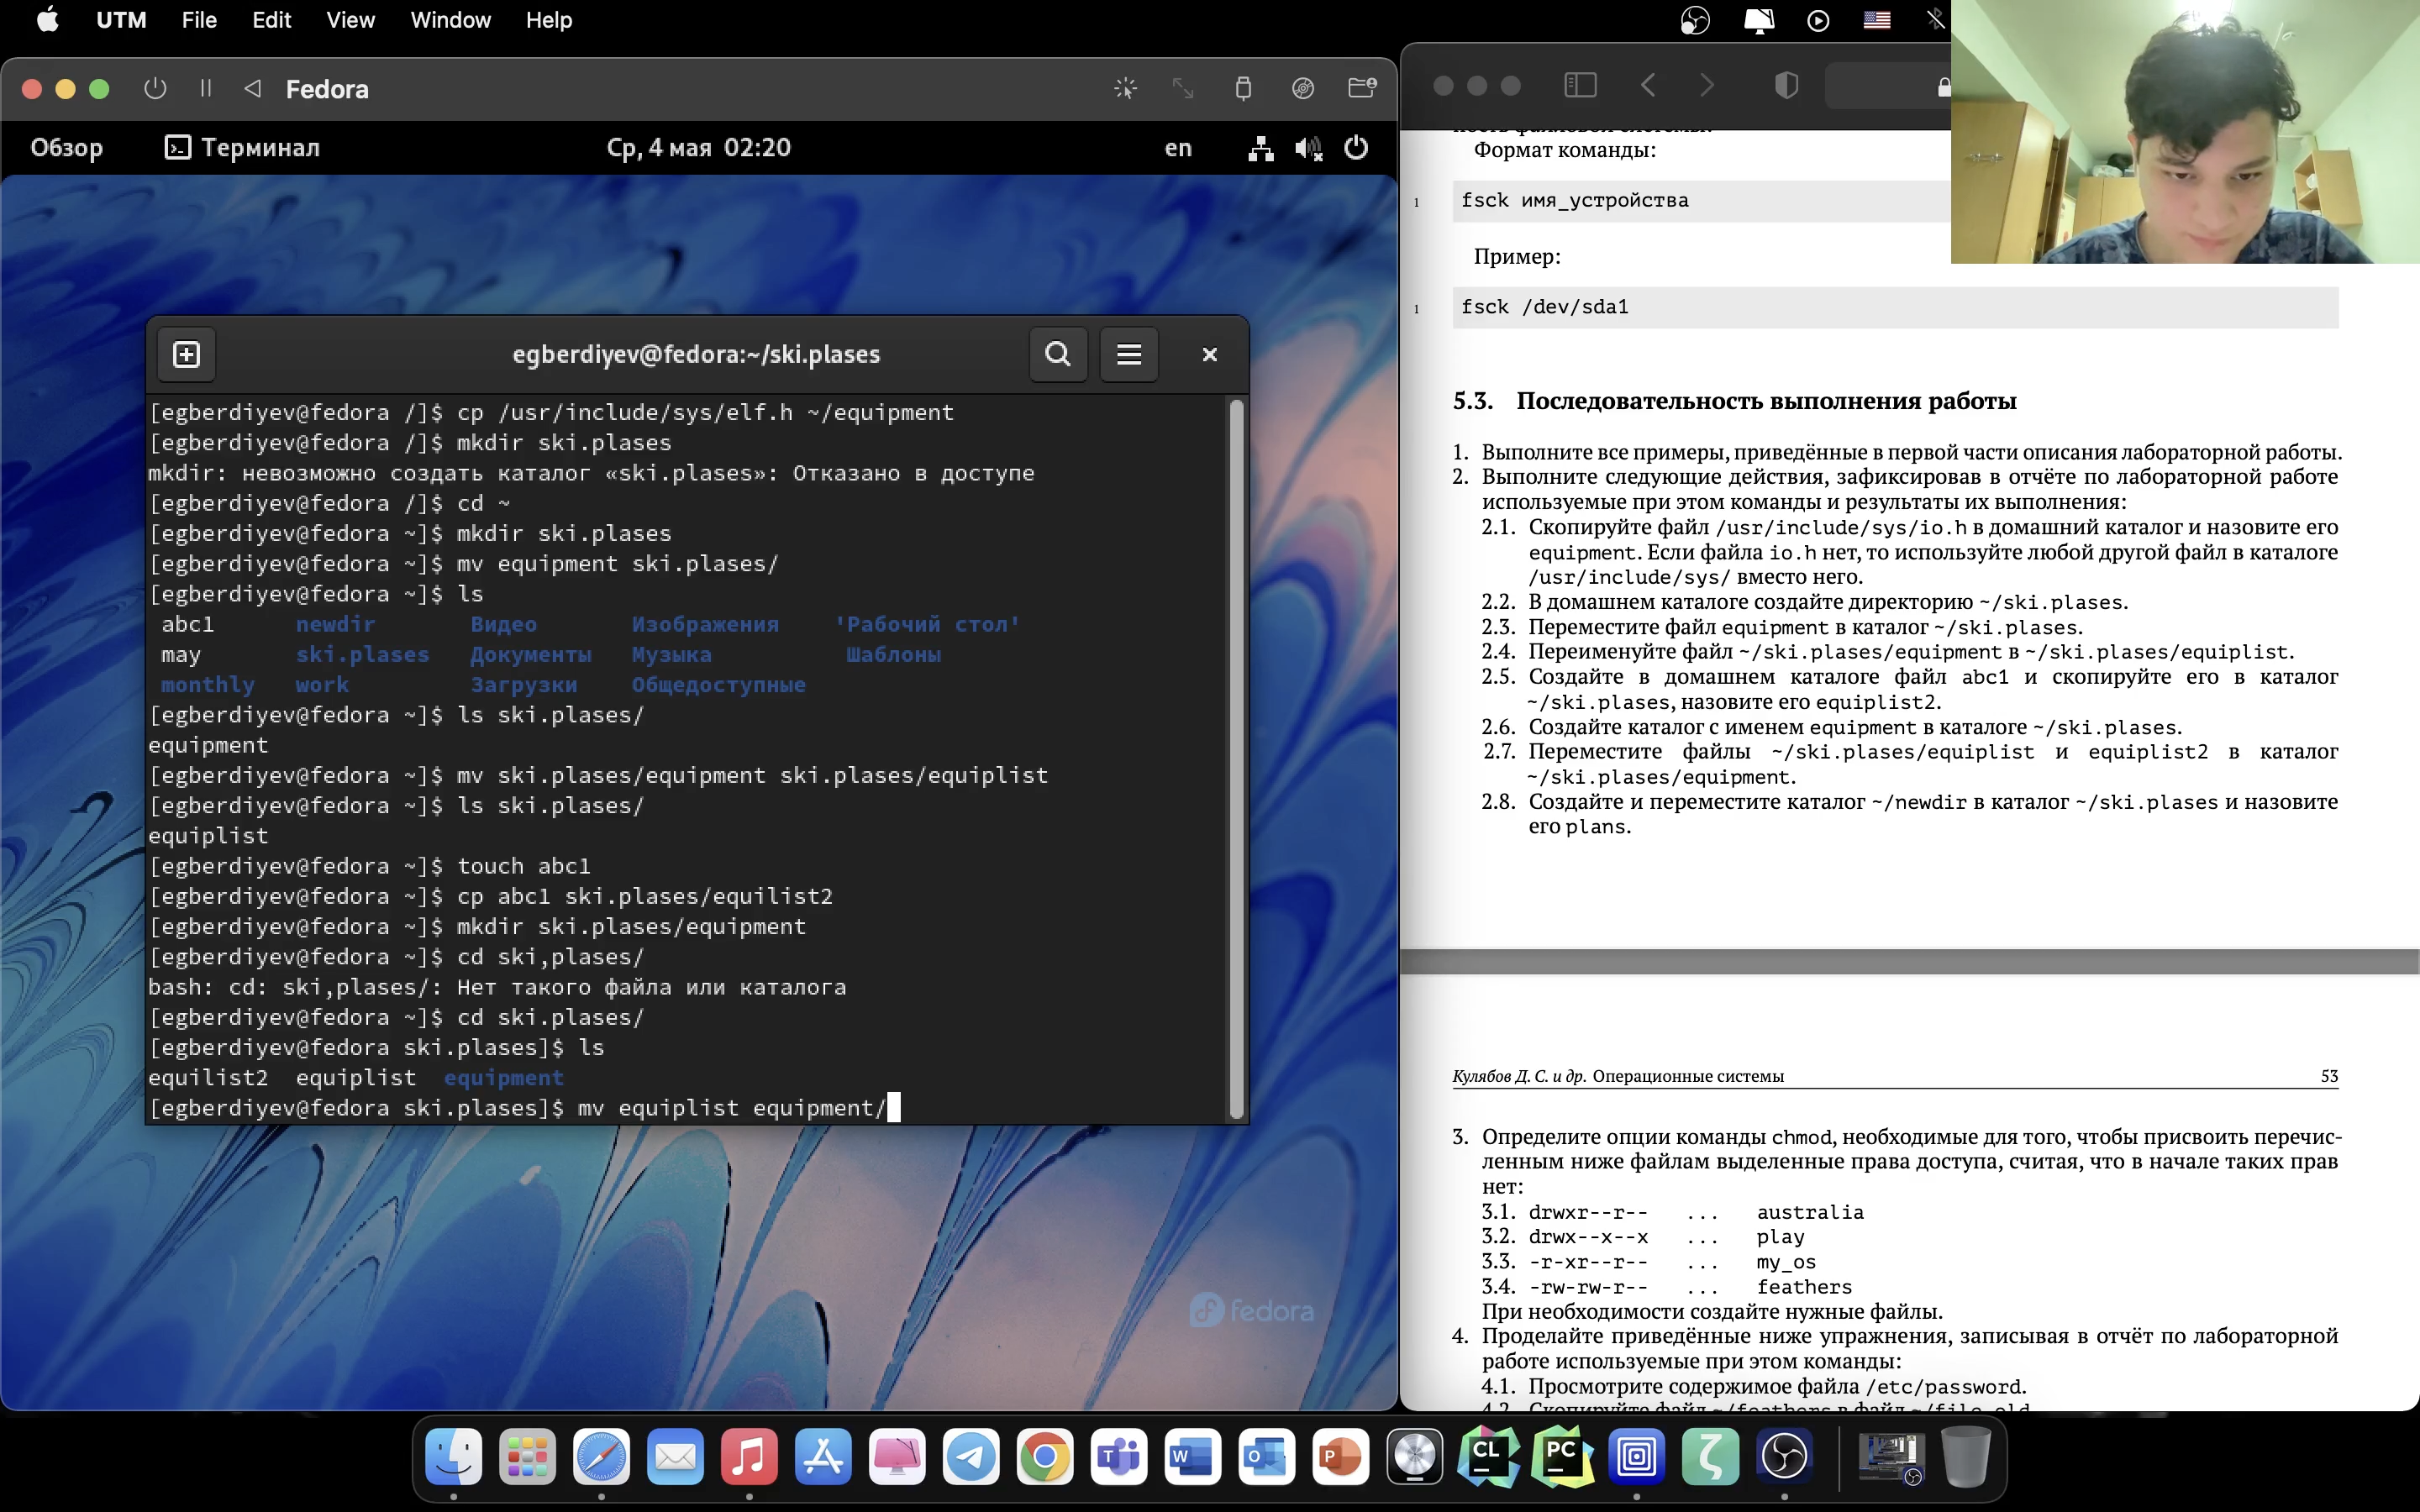 UTM File Edit View Window Help
Fedora
Обзор Терминал Ср, 4 мая 02:20 en
egberdiyev@fedora:~/ski.plases
[egberdiyev@fedora /]$ cp /usr/include/sys/elf.h ~/equipment
[egberdiyev@fedora /]$ mkdir ski.plases
mkdir: невозможно создать каталог «ski.plases»: Отказано в доступе
[egberdiyev@fedora /]$ cd ~
[egberdiyev@fedora ~]$ mkdir ski.plases
[egberdiyev@fedora ~]$ mv equipment ski.plases/
[egberdiyev@fedora ~]$ ls
abc1 newdir Видео Изображения 'Рабочий стол'
may ski.plases Документы Музыка Шаблоны
monthly work Загрузки Общедоступные
[egberdiyev@fedora ~]$ ls ski.plases/
equipment
[egberdiyev@fedora ~]$ mv ski.plases/equipment ski.plases/equiplist
[egberdiyev@fedora ~]$ ls ski.plases/
equiplist
[egberdiyev@fedora ~]$ touch abc1
[egberdiyev@fedora ~]$ cp abc1 ski.plases/equilist2
[egberdiyev@fedora ~]$ mkdir ski.plases/equipment
[egberdiyev@fedora ~]$ cd ski,plases/
bash: cd: ski,plases/: Нет такого файла или каталога
[egberdiyev@fedora ~]$ cd ski.plases/
[egberdiyev@fedora ski.plases]$ ls
equilist2 equiplist equipment
[egberdiyev@fedora ski.plases]$ mv equiplist equipment/
fedora
ность файловой системы.
Формат команды:
1 fsck имя_устройства
Пример:
1 fsck /dev/sda1
5.3. Последовательность выполнения работы
1. Выполните все примеры, приведённые в первой части описания лабораторной работы.
2. Выполните следующие действия, зафиксировав в отчёте по лабораторной работе
используемые при этом команды и результаты их выполнения:
2.1. Скопируйте файл /usr/include/sys/io.h в домашний каталог и назовите его
equipment. Если файла io.h нет, то используйте любой другой файл в каталоге
/usr/include/sys/ вместо него.
2.2. В домашнем каталоге создайте директорию ~/ski.plases.
2.3. Переместите файл equipment в каталог ~/ski.plases.
2.4. Переименуйте файл ~/ski.plases/equipment в ~/ski.plases/equiplist.
2.5. Создайте в домашнем каталоге файл abc1 и скопируйте его в каталог
~/ski.plases, назовите его equiplist2.
2.6. Создайте каталог с именем equipment в каталоге ~/ski.plases.
2.7. Переместите файлы ~/ski.plases/equiplist и equiplist2 в каталог
~/ski.plases/equipment.
2.8. Создайте и переместите каталог ~/newdir в каталог ~/ski.plases и назовите
его plans.
Кулябов Д. С. и др. Операционные системы 53
3. Определите опции команды chmod, необходимые для того, чтобы присвоить перечис-
ленным ниже файлам выделенные права доступа, считая, что в начале таких прав
нет:
3.1. drwxr--r-- ... australia
3.2. drwx--x--x ... play
3.3. -r-xr--r-- ... my_os
3.4. -rw-rw-r-- ... feathers
При необходимости создайте нужные файлы.
4. Проделайте приведённые ниже упражнения, записывая в отчёт по лабораторной
работе используемые при этом команды:
4.1. Просмотрите содержимое файла /etc/password.
4.2. Скопируйте файл ~/feathers в файл ~/file.old
CL PC